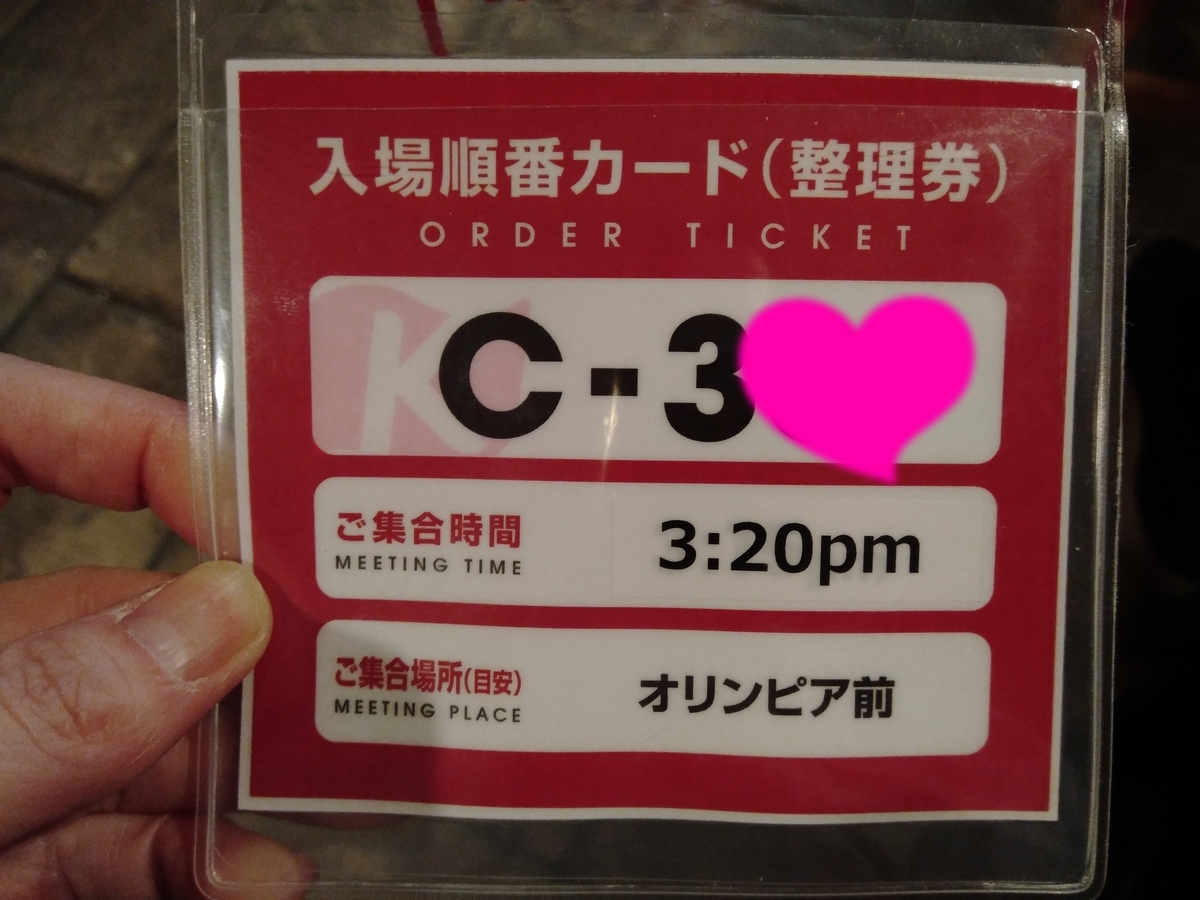 入場順番カード(整理券)
ORDER TICKET
C-3
ご集合時間
MEETING TIME
3:20pm
ご集合場所(目安)
MEETING PLACE
オリンピア前